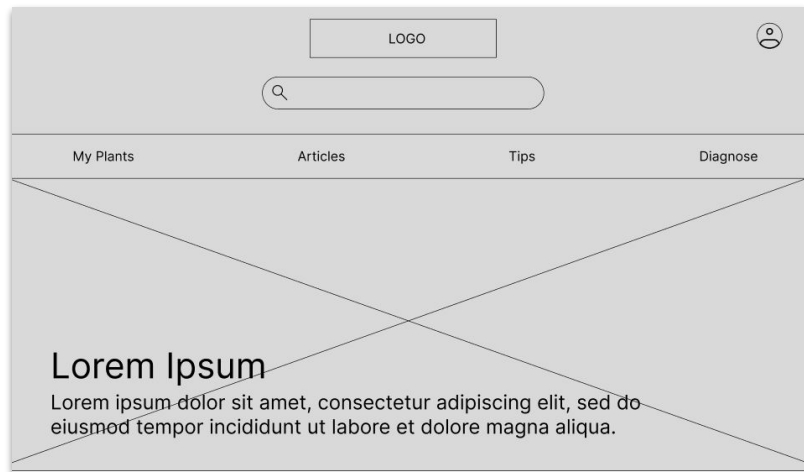 LOGO
My Plants
Articles
Tips
Diagnose
Lorem Ipsum
Lorem ipsum dolor sit amet, consectetur adipiscing elit, sed do
eiusmod tempor incididunt ut labore et dolore magna aliqua.